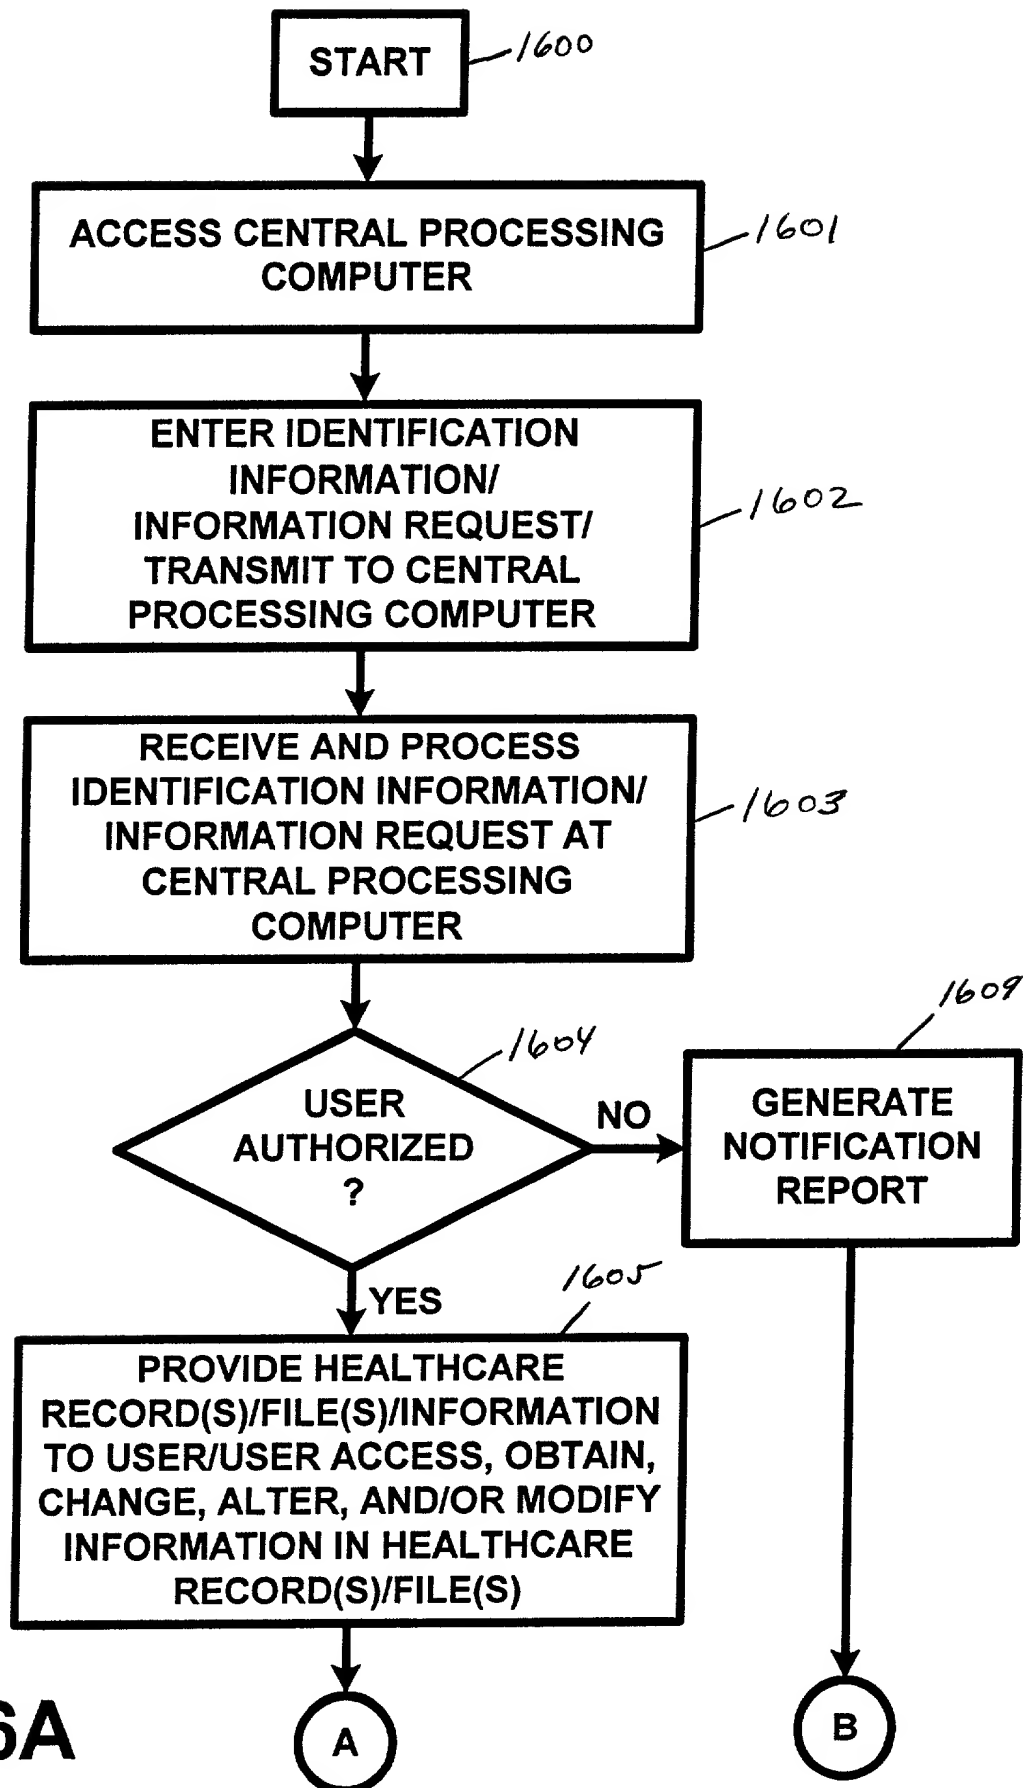 START
1600
ACCESS CENTRAL PROCESSING
COMPUTER
1601
ENTER IDENTIFICATION
INFORMATION/
INFORMATION REQUEST/
TRANSMIT TO CENTRAL
PROCESSING COMPUTER
1602
RECEIVE AND PROCESS
IDENTIFICATION INFORMATION/
INFORMATION REQUEST AT
CENTRAL PROCESSING
COMPUTER
1603
USER
AUTHORIZED
?
1604
NO
1609
GENERATE
NOTIFICATION
REPORT
YES
1605
PROVIDE HEALTHCARE
RECORD(S)/FILE(S)/INFORMATION
TO USER/USER ACCESS, OBTAIN,
CHANGE, ALTER, AND/OR MODIFY
INFORMATION IN HEALTHCARE
RECORD(S)/FILE(S)
A
B
6A